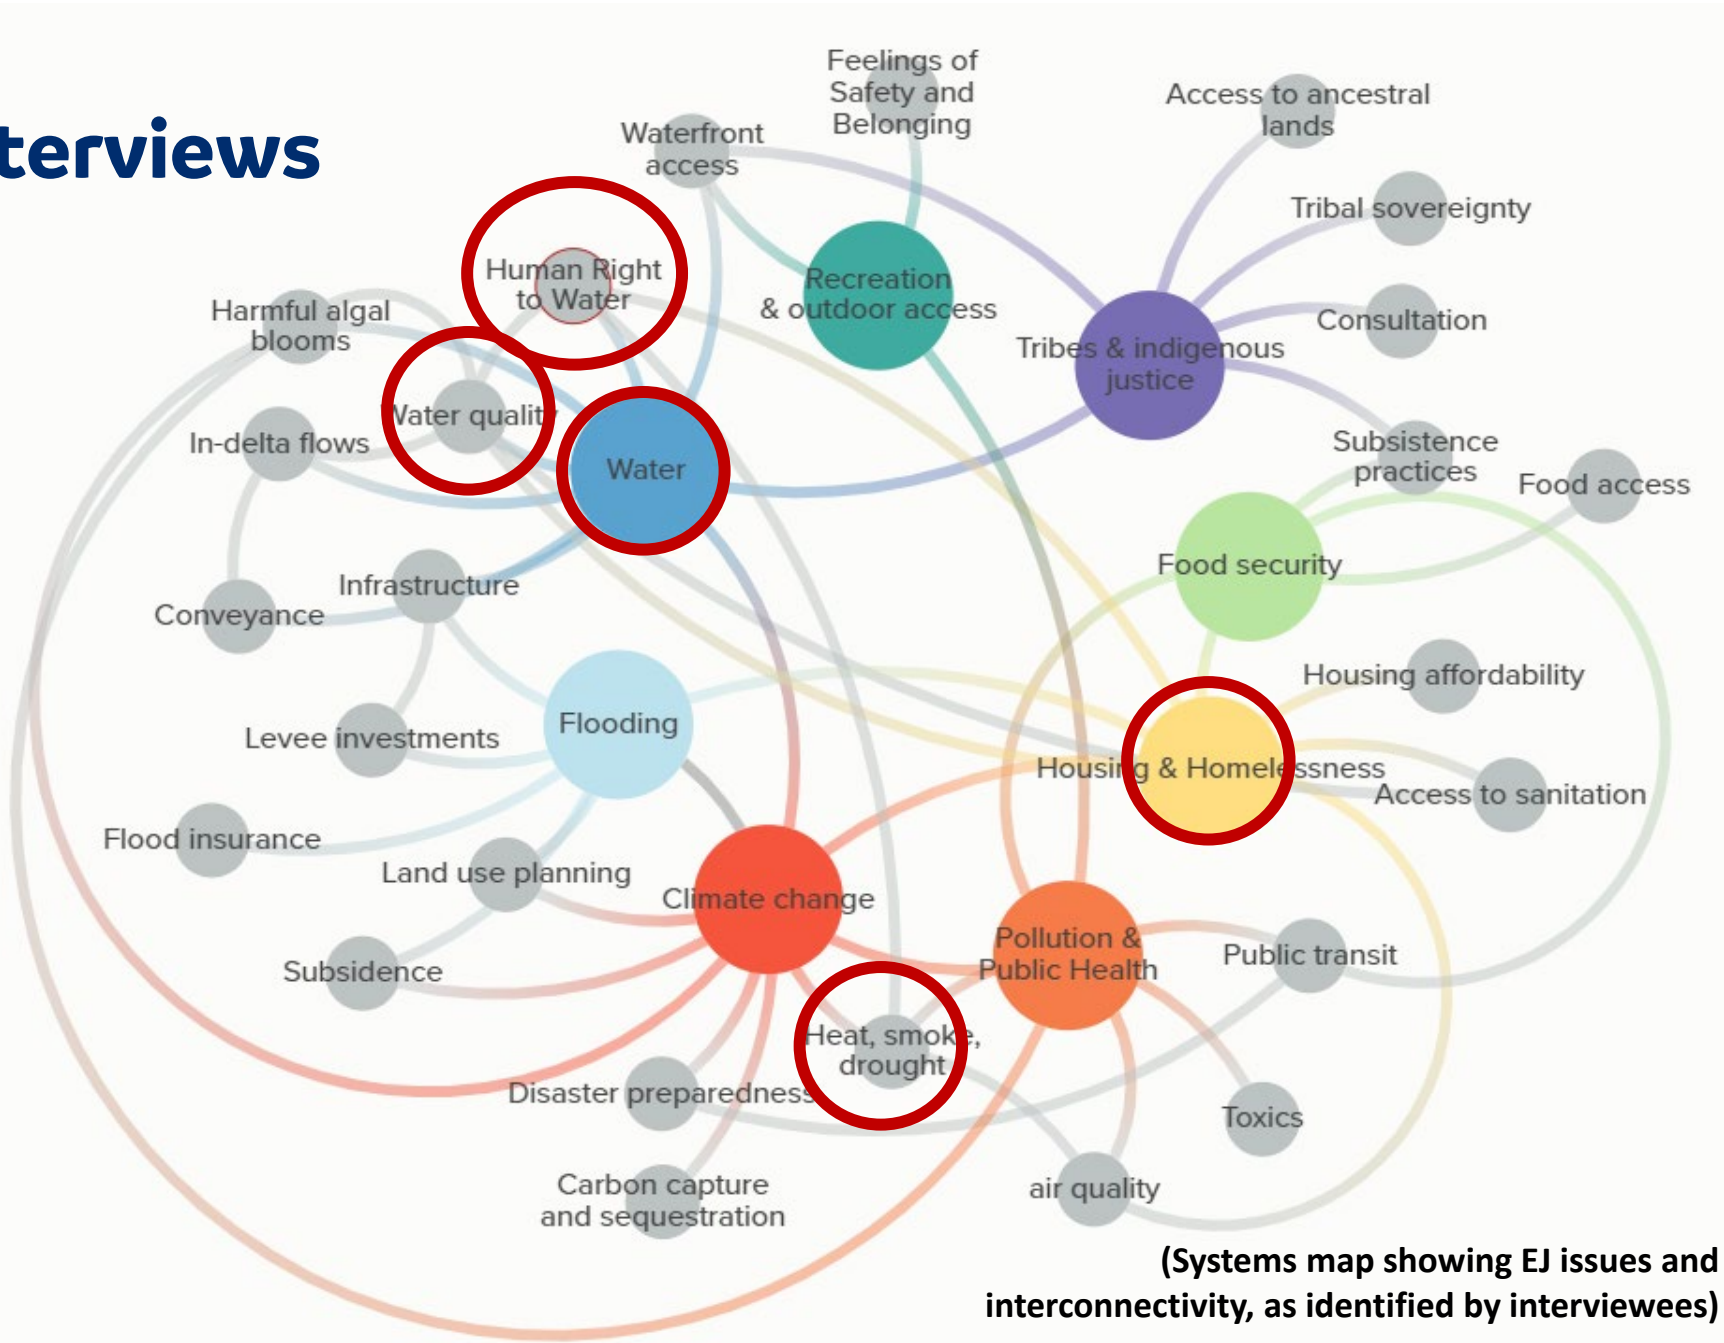 terviews
Feelings of
Safety and
Belonging
Waterfront
access
Access to ancestral
lands
Tribal sovereignty
Human Right
to Water
Recreation
& outdoor access
Harmful algal
blooms
Consultation
Tribes & indigenous
justice
Water quality
In-delta flows
Water
Subsistence
practices
Food access
Food security
Infrastructure
Conveyance
Housing affordability
Flooding
Levee investments
Housing & Homelessness
Access to sanitation
Flood insurance
Land use planning
Climate change
Pollution &
Public Health
Public transit
Subsidence
Heat, smoke,
drought
Disaster preparedness
Toxics
Carbon capture
and sequestration
air quality
(Systems map showing EJ issues and
interconnectivity, as identified by interviewees)